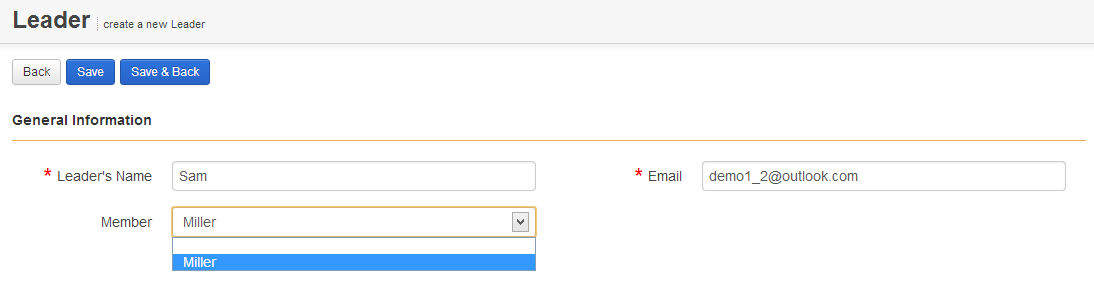 Leader create a new Leader
Back Save Save & Back
General Information
* Leader's Name Sam * Email demo1_2@outlook.com
Member Miller
Miller